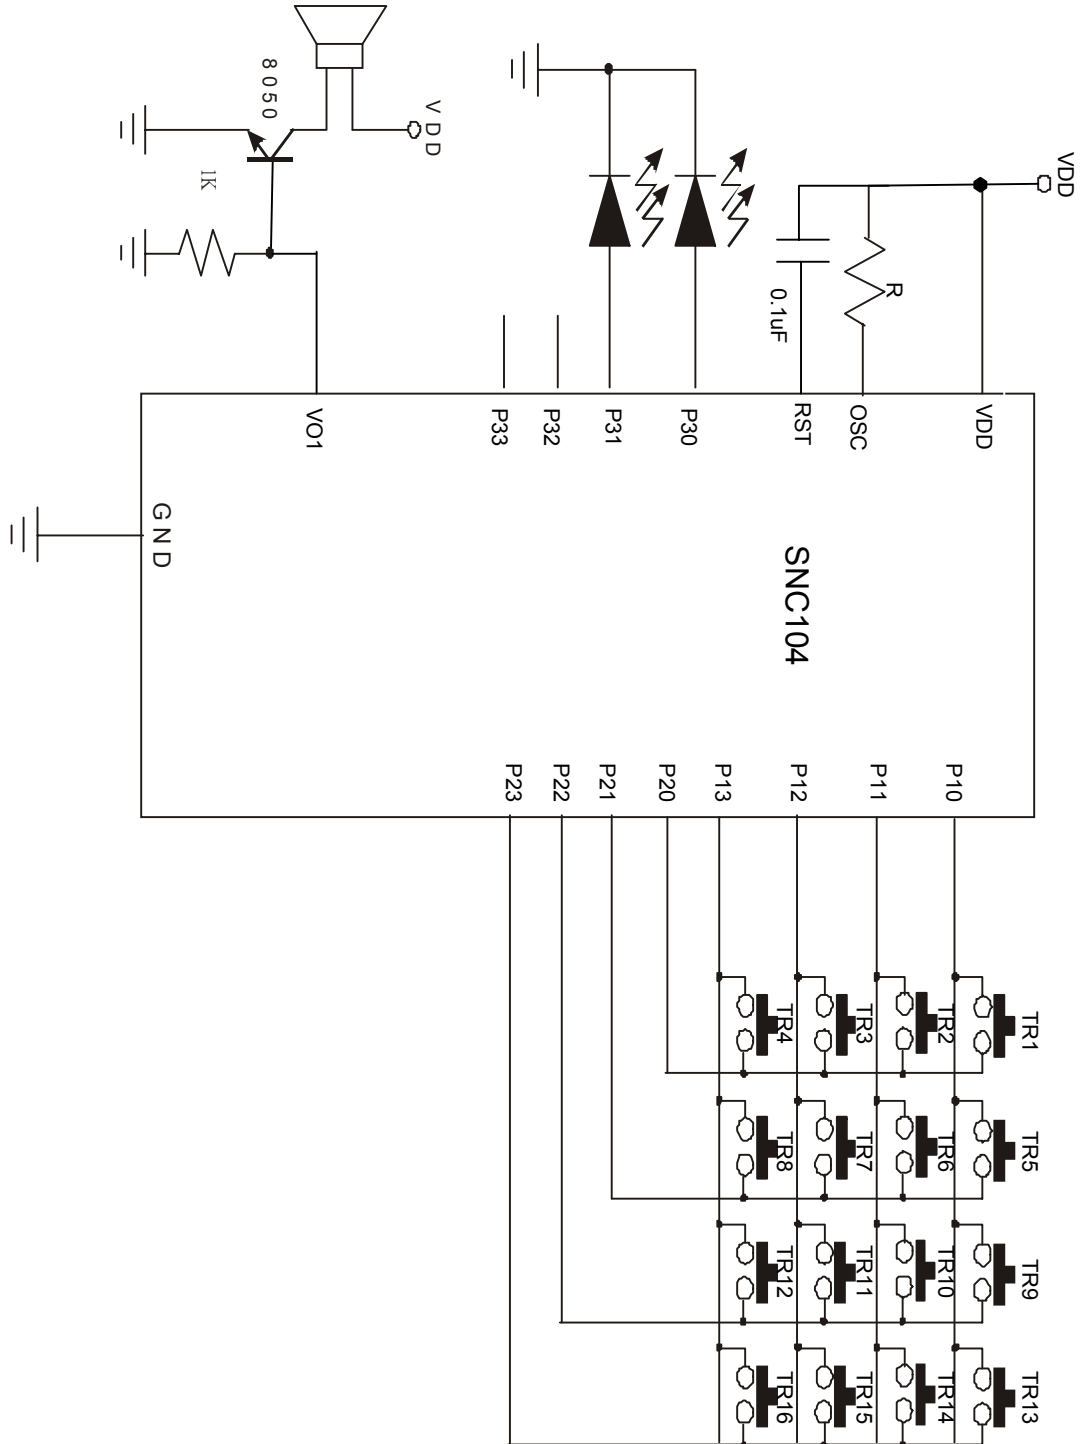 8050
VDD
1K
VDD
R
0.1uF
VO1
P33
P32
P31
P30
RST
OSC
VDD
GND
SNC104
P23
P22
P21
P20
P13
P12
P11
P10
TR4
TR3
TR2
TR1
TR8
TR7
TR6
TR5
TR12
TR11
TR10
TR9
TR16
TR15
TR14
TR13